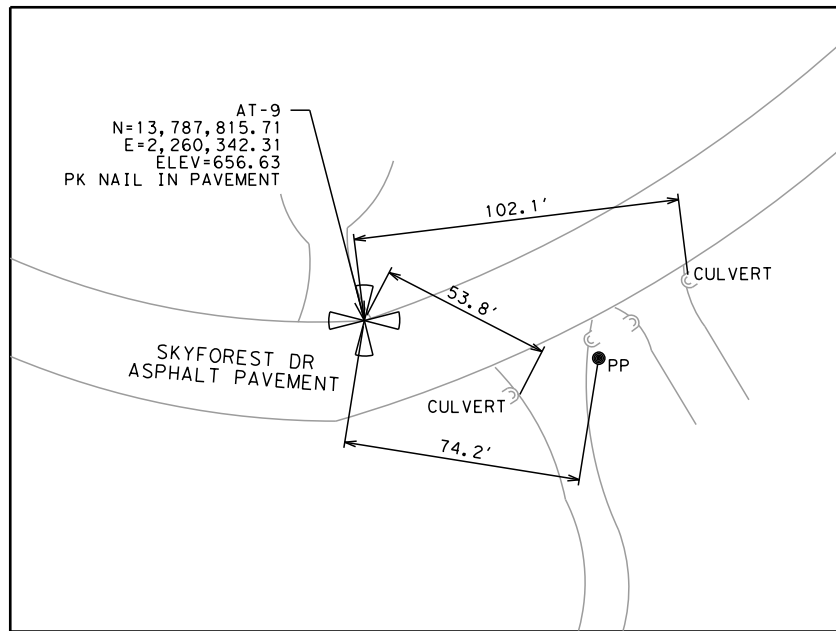 AT-9
N=13,787,815.71
E=2,260,342.31
ELEV=656.63
PK NAIL IN PAVEMENT
102.1'
CULVERT
53.8'
SKYFOREST DR
ASPHALT PAVEMENT
PP
CULVERT
74.2'